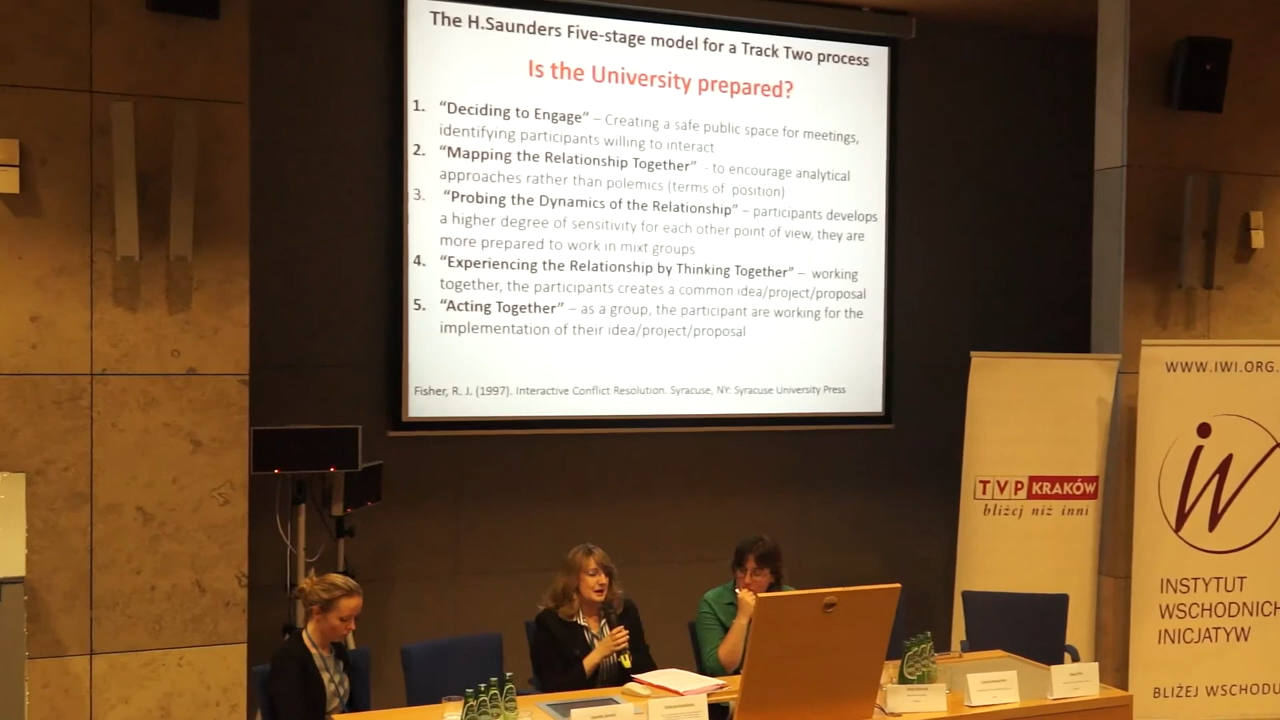 The H.Saunders Five-stage model for a Track Two process
Is the University prepared?
1. “Deciding to Engage” – Creating a safe public space for meetings,
identifying participants willing to interact
2. “Mapping the Relationship Together” - to encourage analytical
approaches rather than polemics (terms of position)
3. “Probing the Dynamics of the Relationship” – participants develops
a higher degree of sensitivity for each other point of view, they are
more prepared to work in mixt groups
4. “Experiencing the Relationship by Thinking Together” – working
together, the participants creates a common idea/project/proposal
5. “Acting Together” – as a group, the participant are working for the
implementation of their idea/project/proposal
Fisher, R. J. (1997). Interactive Conflict Resolution. Syracuse, NY: Syracuse University Press
TVP KRAKÓW
bliżej niż inni
WWW.IWI.ORG.
iw
INSTYTUT
WSCHODNICH
INICJATYW
BLIŻEJ WSCHODU